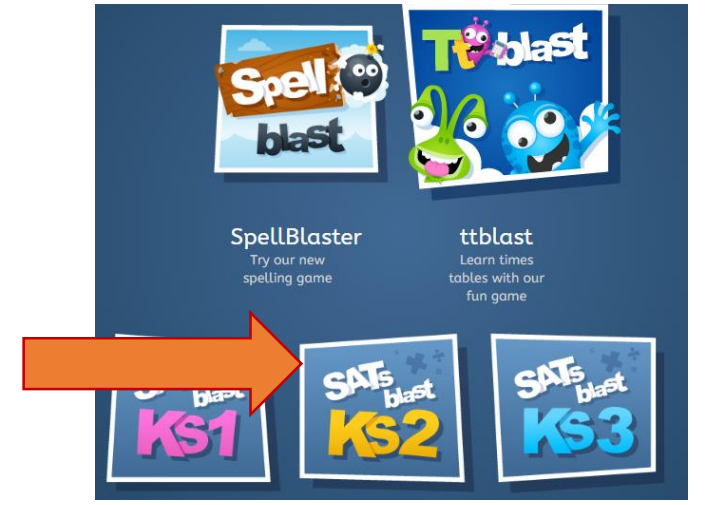 Spell
blast
Tt blast
SpellBlaster
Try our new
spelling game
ttblast
Learn times
tables with our
fun game
blast
KS1
SATs
blast
KS2
SATs
blast
KS3